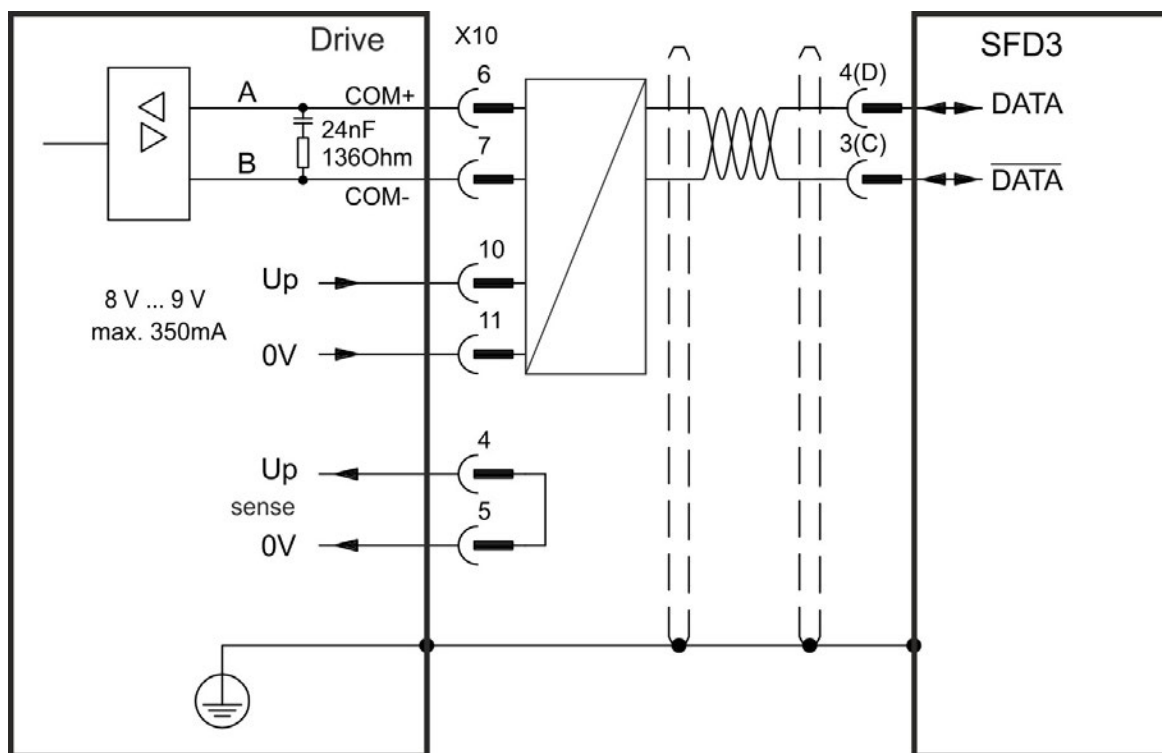 Drive
X10
SFD3
A
COM+
6
4(D)
DATA
24nF
136Ohm
7
3(C)
B
COM-
DATA
10
Up
8 V ... 9 V
max. 350mA
11
0V
4
Up
sense
5
0V